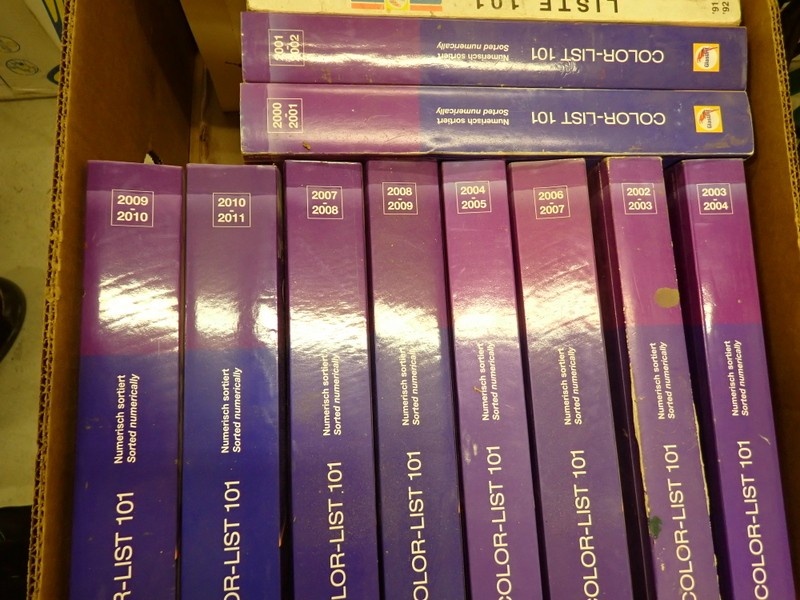 LISTE 101
'91
'92
2001
2002
Numerisch sortiert
Sorted numerically
COLOR-LIST 101
Glasurit
2000
2001
Numerisch sortiert
Sorted numerically
COLOR-LIST 101
Glasurit
2009
-
2010
Numerisch sortiert
Sorted numerically
R-LIST 101
2010
-
2011
Numerisch sortiert
Sorted numerically
OR-LIST 101
2007
-
2008
Numerisch sortiert
Sorted numerically
LOR-LIST 101
2008
-
2009
Numerisch sortiert
Sorted numerically
OLOR-LIST 101
2004
-
2005
Numerisch sortiert
Sorted numerically
COLOR-LIST 101
2006
-
2007
Numerisch sortiert
Sorted numerically
COLOR-LIST 101
2002
-
2003
Numerisch sortiert
Sorted numerically
COLOR-LIST 101
2003
-
2004
Numerisch sortiert
Sorted numerically
COLOR-LIST 101